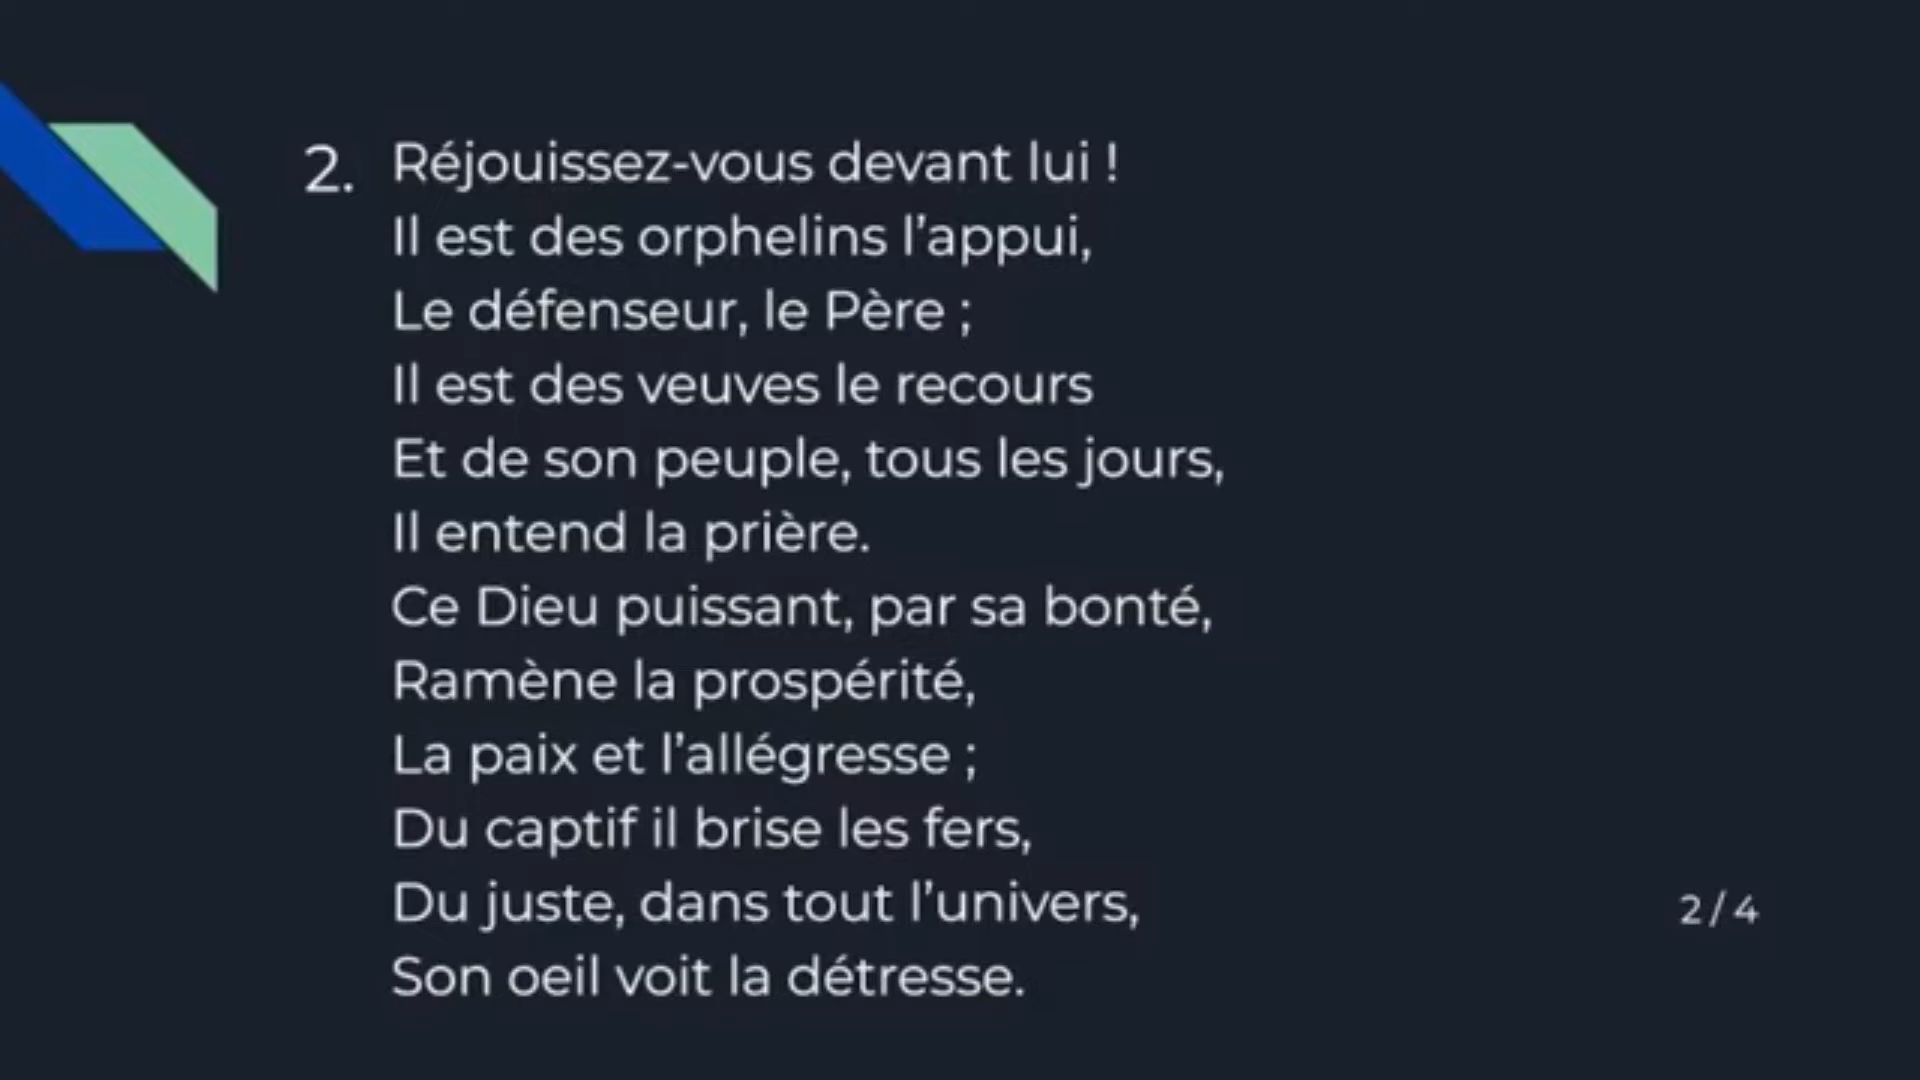 2. Réjouissez-vous devant lui !
Il est des orphelins l’appui,
Le défenseur, le Père ;
Il est des veuves le recours
Et de son peuple, tous les jours,
Il entend la prière.
Ce Dieu puissant, par sa bonté,
Ramène la prospérité,
La paix et l’allégresse ;
Du captif il brise les fers,
Du juste, dans tout l’univers,
Son oeil voit la détresse.
2 / 4